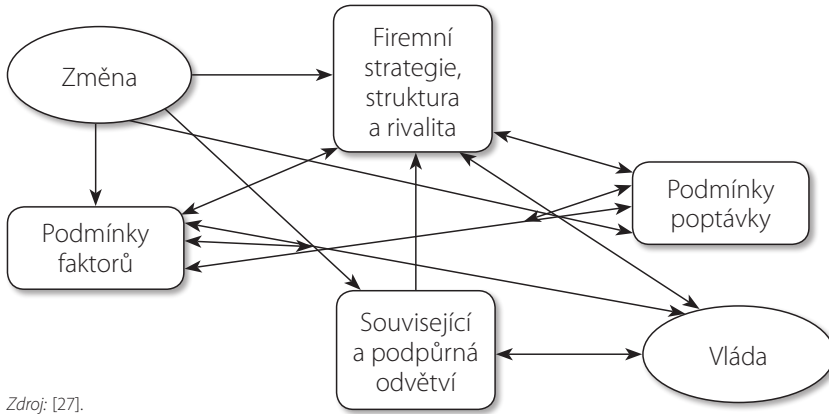 Změna
Firemní
strategie,
struktura
a rivalita
Podmínky
poptávky
Podmínky
faktorů
Související
a podpůrná
odvětví
Vláda
Zdroj: [27].